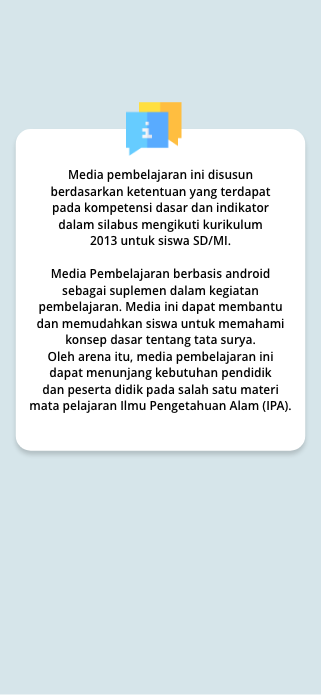 i
Media pembelajaran ini disusun
berdasarkan ketentuan yang terdapat
pada kompetensi dasar dan indikator
dalam silabus mengikuti kurikulum
2013 untuk siswa SD/MI.
Media Pembelajaran berbasis android
sebagai suplemen dalam kegiatan
pembelajaran. Media ini dapat membantu
dan memudahkan siswa untuk memahami
konsep dasar tentang tata surya.
Oleh arena itu, media pembelajaran ini
dapat menunjang kebutuhan pendidik
dan peserta didik pada salah satu materi
mata pelajaran Ilmu Pengetahuan Alam (IPA).